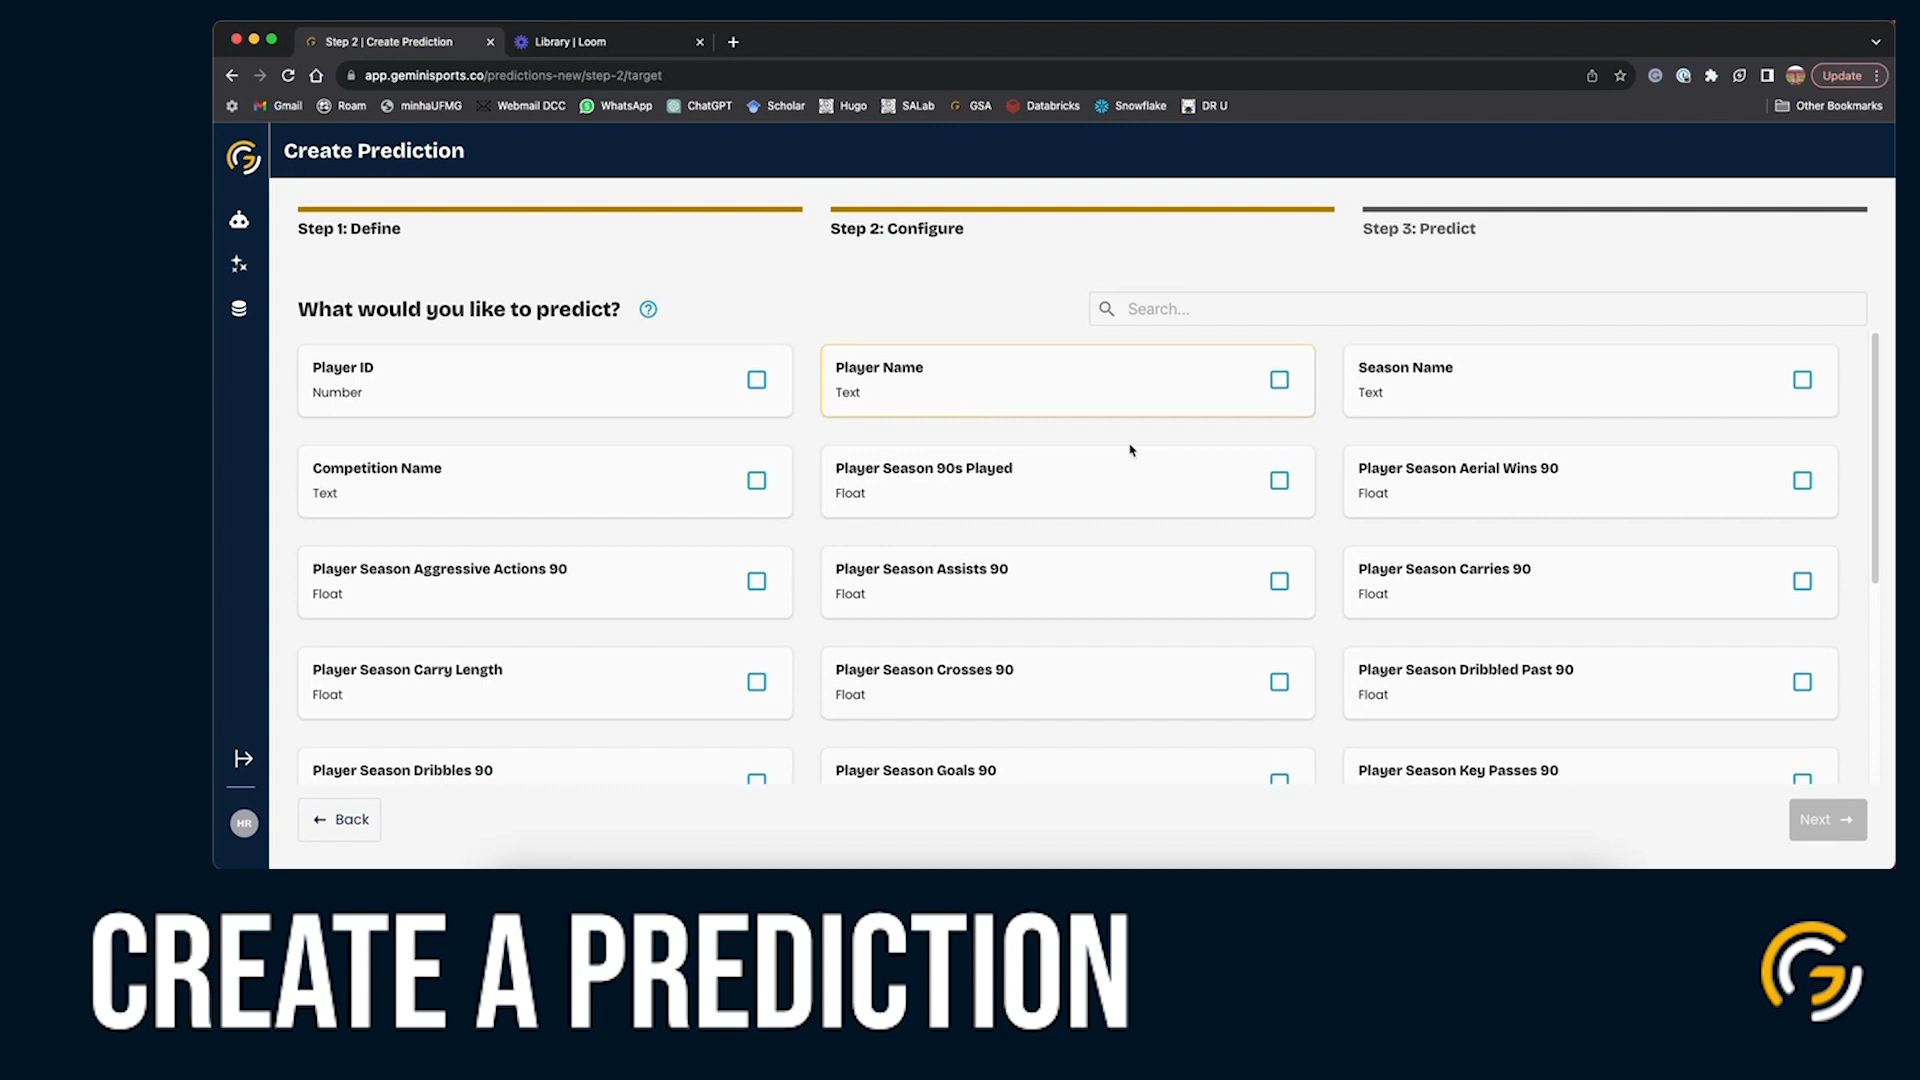 Step 2 | Create Prediction
Library | Loom
app.geminisports.co/predictions-new/step-2/target
Update
Gmail
Roam
minhaUFMG
Webmail DCC
WhatsApp
ChatGPT
Scholar
Hugo
SALab
GSA
Databricks
Snowflake
DR U
Other Bookmarks
Create Prediction
Step 1: Define
Step 2: Configure
Step 3: Predict
What would you like to predict?
?
Search...
Player ID
Number
Player Name
Text
Season Name
Text
Competition Name
Text
Player Season 90s Played
Float
Player Season Aerial Wins 90
Float
Player Season Aggressive Actions 90
Float
Player Season Assists 90
Float
Player Season Carries 90
Float
Player Season Carry Length
Float
Player Season Crosses 90
Float
Player Season Dribbled Past 90
Float
Player Season Dribbles 90
Player Season Goals 90
Player Season Key Passes 90
HR
← Back
Next →
CREATE A PREDICTION